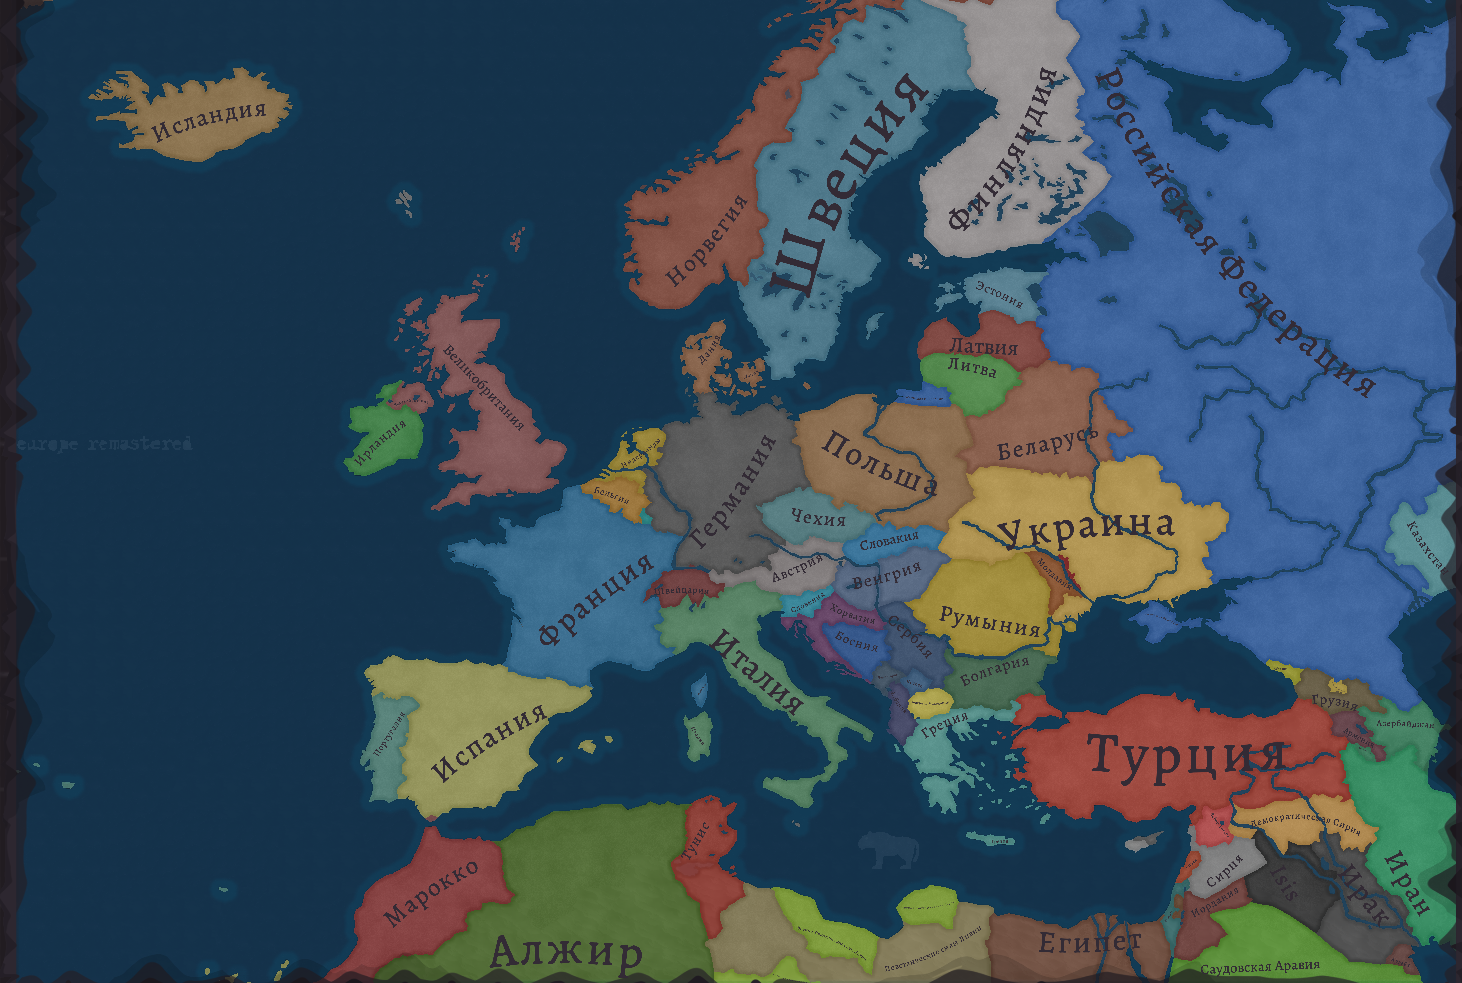 Исландия
Швеция
Финляндия
Российская Федерация
Норвегия
Эстония
Латвия
Литва
Дания
Великобритания
Ирландия
europe remastered
Нидерланды
Бельгия
Германия
Польша
Беларусь
Украина
Чехия
Словакия
Казахста
Франция
Швейцария
Австрия
Венгрия
Молдавия
Словения
Хорватия
Босния
Сербия
Румыния
Болгария
Италия
Греция
Испания
Португалия
Турция
Грузия
Азербайджан
Армения
Демократическая Сирия
Сирия
Isis
Ирак
Иран
Иордания
Марокко
Алжир
Тунис
Египет
Саудовская Аравия